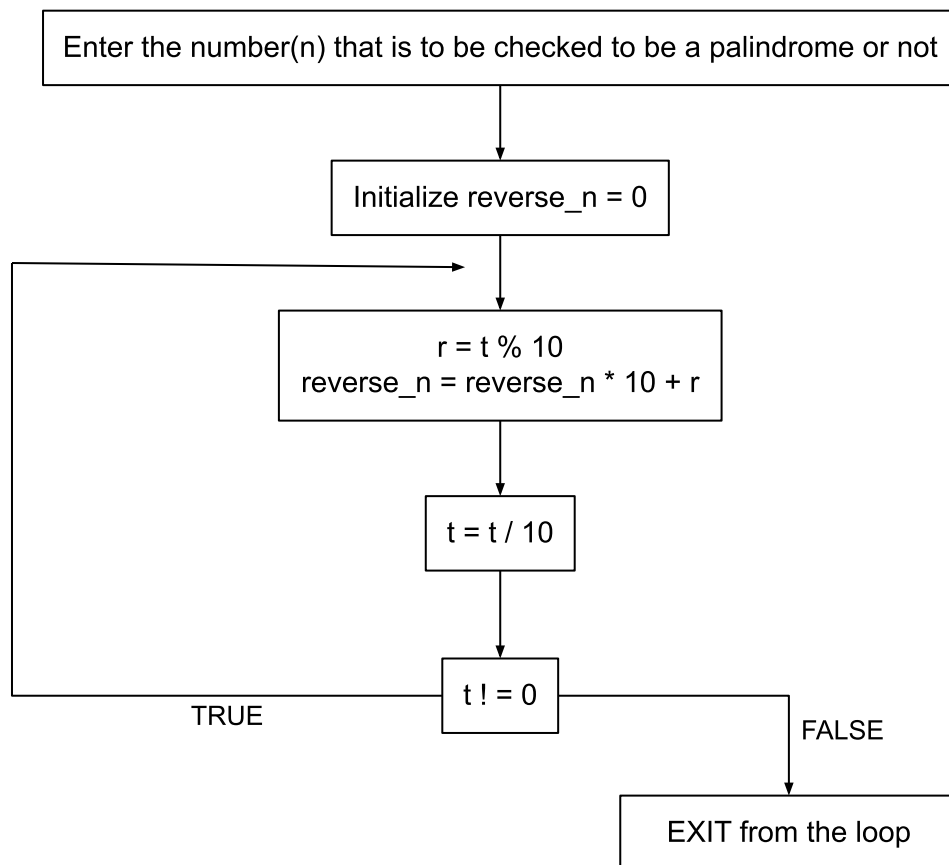 Enter the number(n) that is to be checked to be a palindrome or not
Initialize reverse_n = 0
r = t % 10
reverse_n = reverse_n * 10 + r
t = t / 10
t ! = 0
TRUE
FALSE
EXIT from the loop